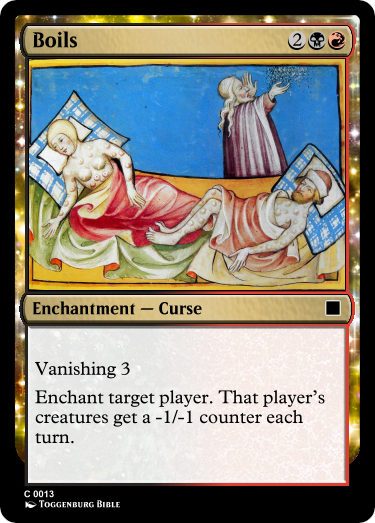 Boils 2
Enchantment — Curse
Vanishing 3
Enchant target player. That player's
creatures get a -1/-1 counter each
turn.
C 0013
Toggenburg Bible